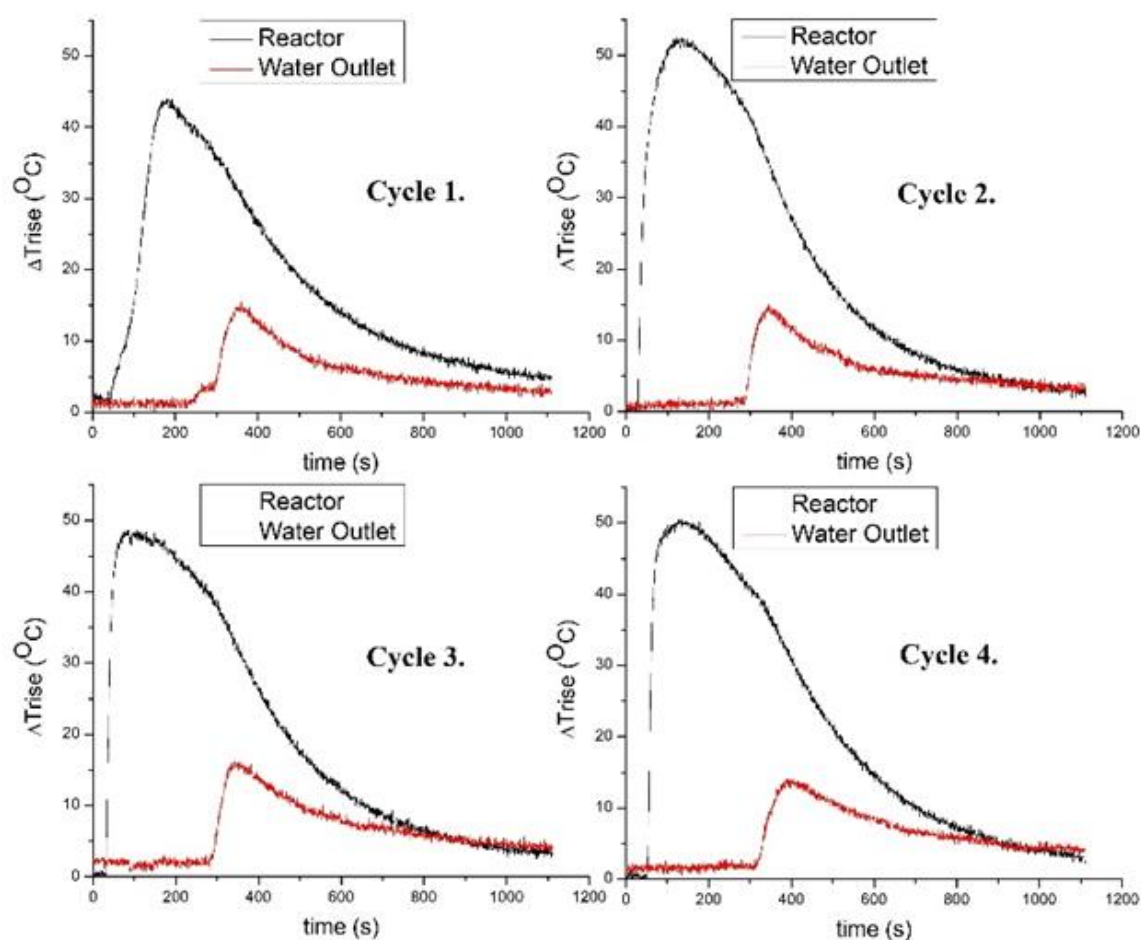 Reactor
Water Outlet
Cycle 1.
ΔTrise (OC)
50
40
30
20
10
0
0 200 400 600 800 1000 1200
time (s)
Reactor
Water Outlet
Cycle 2.
ΛTrise (OC)
50
40
30
20
10
0
0 200 400 600 800 1000 1200
time (s)
Reactor
Water Outlet
Cycle 3.
ΛTrise (OC)
50
40
30
20
10
0
0 200 400 600 800 1000 1200
time (s)
Reactor
Water Outlet
Cycle 4.
ΛTrise (OC)
50
40
30
20
10
0
0 200 400 600 800 1000 1200
time (s)